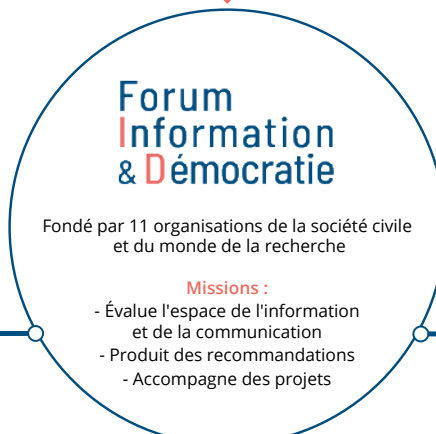 Forum
Information
& Démocratie
Fondé par 11 organisations de la société civile
et du monde de la recherche
Missions :
- Évalue l'espace de l'information
et de la communication
- Produit des recommandations
- Accompagne des projets